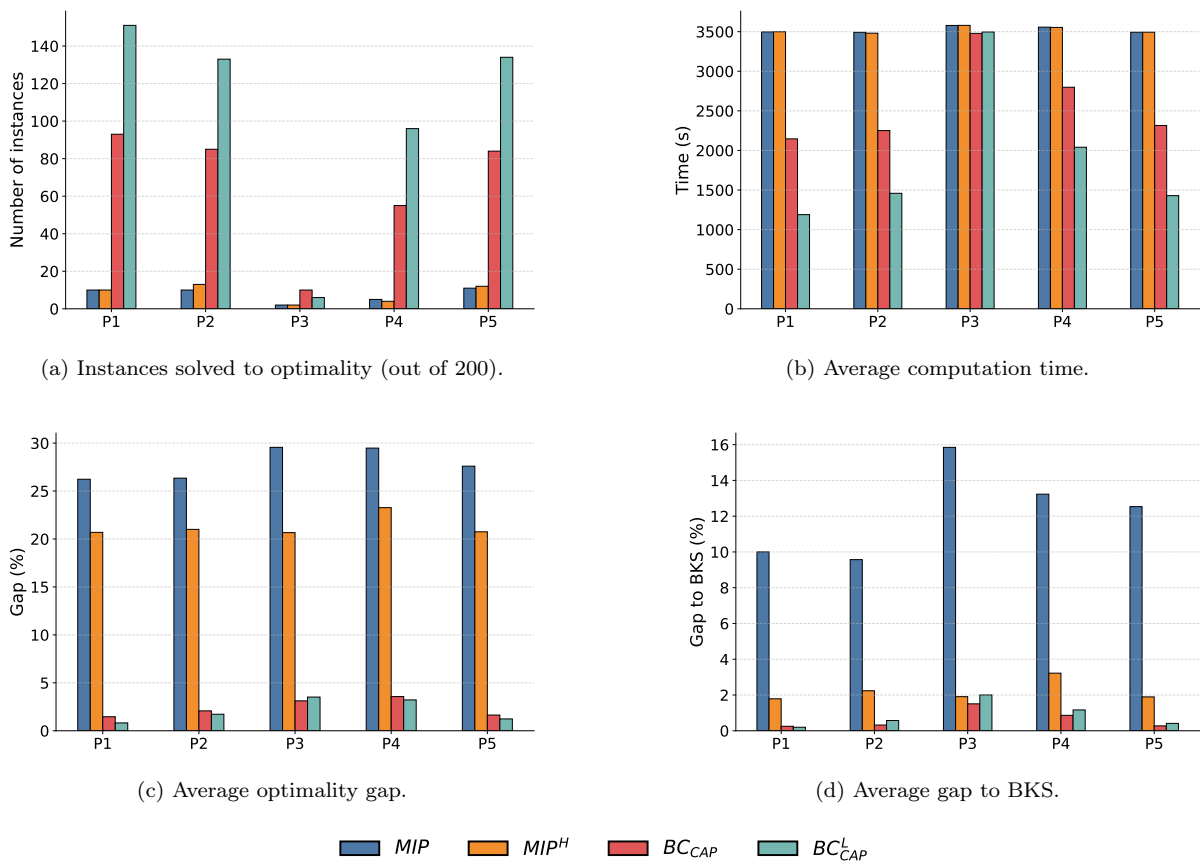 Number of instances
140
120
100
80
60
40
20
0
P1 P2 P3 P4 P5
(a) Instances solved to optimality (out of 200).
Time (s)
3500
3000
2500
2000
1500
1000
500
0
P1 P2 P3 P4 P5
(b) Average computation time.
Gap (%)
30
25
20
15
10
5
0
P1 P2 P3 P4 P5
(c) Average optimality gap.
Gap to BKS (%)
16
14
12
10
8
6
4
2
0
P1 P2 P3 P4 P5
(d) Average gap to BKS.
MIP MIP^H BC_CAP BC^L_CAP